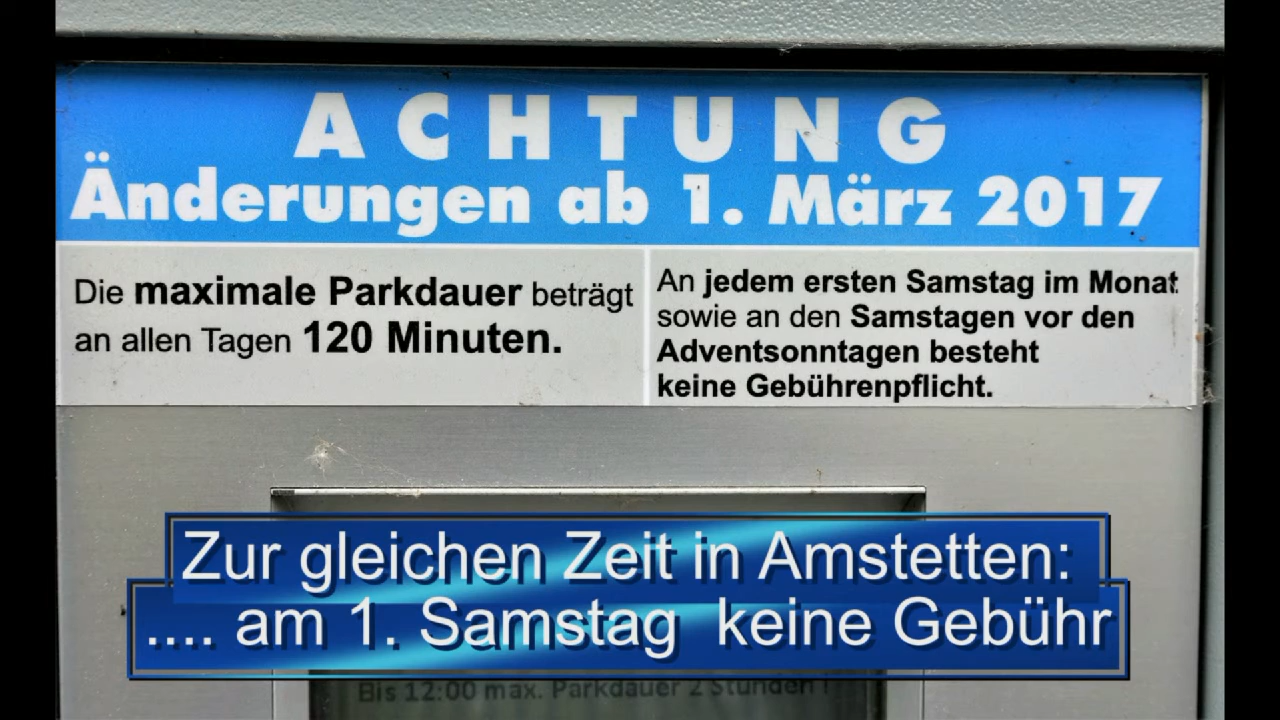 ACHTUNG
Änderungen ab 1. März 2017
Die maximale Parkdauer beträgt
an allen Tagen 120 Minuten.
An jedem ersten Samstag im Monat
sowie an den Samstagen vor den
Adventsonntagen besteht
keine Gebührenpflicht.
Zur gleichen Zeit in Amstetten:
.... am 1. Samstag keine Gebühr
Bis 12:00 max. Parkdauer 2 Stunden !